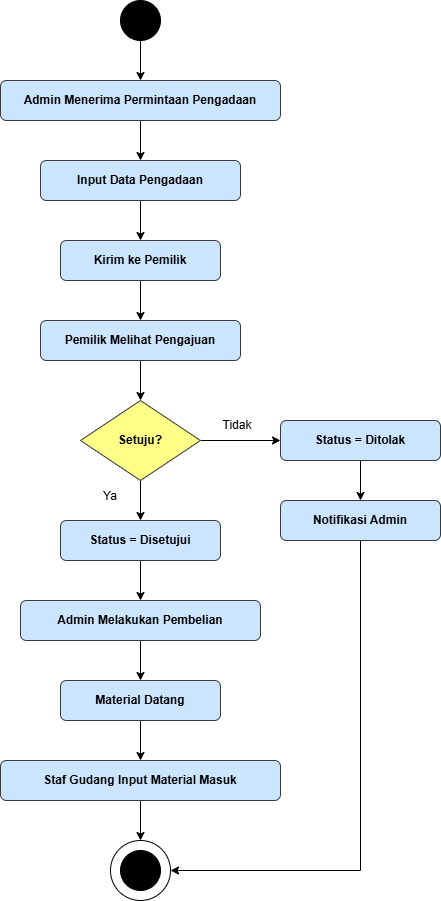 Admin Menerima Permintaan Pengadaan
Input Data Pengadaan
Kirim ke Pemilik
Pemilik Melihat Pengajuan
Setuju?
Tidak
Status = Ditolak
Notifikasi Admin
Ya
Status = Disetujui
Admin Melakukan Pembelian
Material Datang
Staf Gudang Input Material Masuk